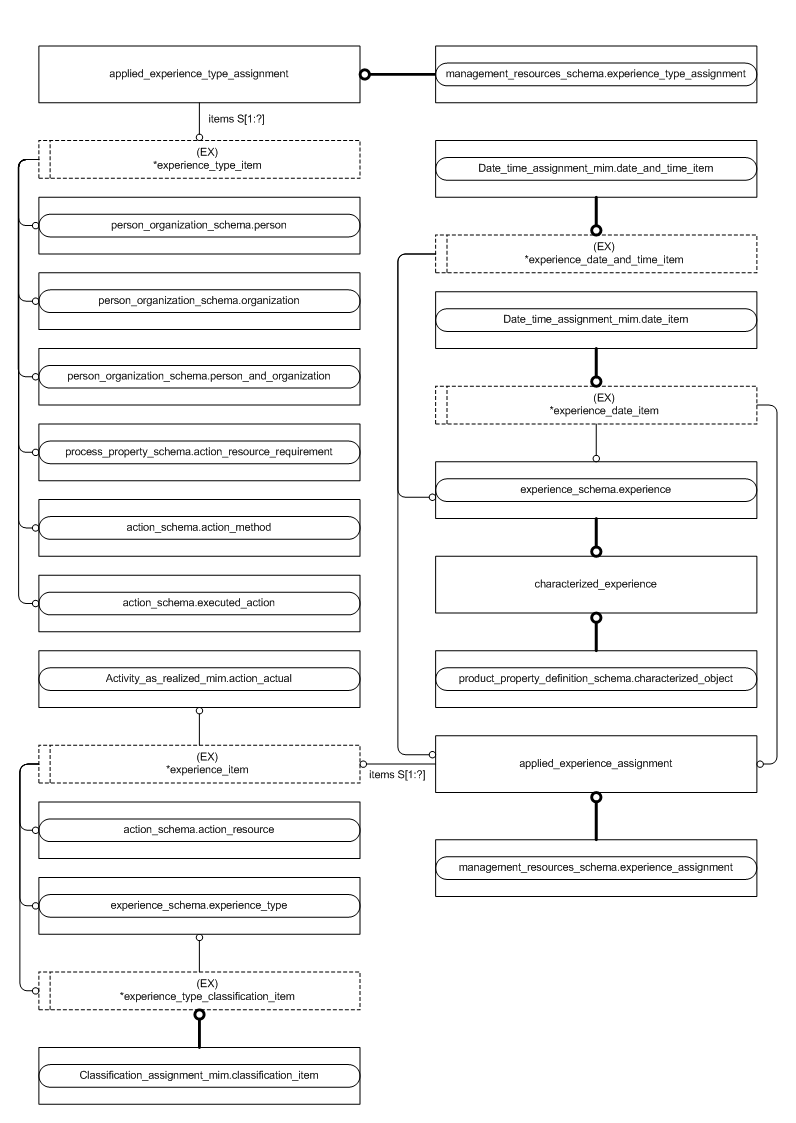 applied_experience_type_assignment
management_resources_schema.experience_type_assignment
items S[1:?]
(EX)
*experience_type_item
person_organization_schema.person
person_organization_schema.organization
person_organization_schema.person_and_organization
process_property_schema.action_resource_requirement
action_schema.action_method
action_schema.executed_action
Activity_as_realized_mim.action_actual
(EX)
*experience_item
action_schema.action_resource
experience_schema.experience_type
(EX)
*experience_type_classification_item
Classification_assignment_mim.classification_item
Date_time_assignment_mim.date_and_time_item
(EX)
*experience_date_and_time_item
Date_time_assignment_mim.date_item
(EX)
*experience_date_item
experience_schema.experience
characterized_experience
product_property_definition_schema.characterized_object
applied_experience_assignment
items S[1:?]
management_resources_schema.experience_assignment